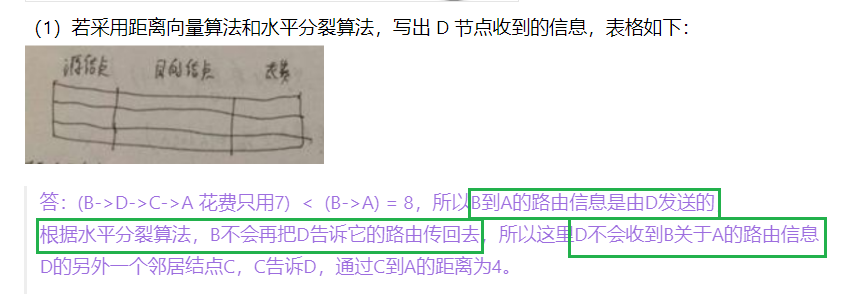 （1）若采用距离向量算法和水平分裂算法，写出 D 节点收到的信息，表格如下：
源结点 目的结点 花费
答：(B->D->C->A 花费只用7) < (B->A) = 8，所以B到A的路由信息是由D发送的
根据水平分裂算法，B不会再把D告诉它的路由传回去，所以这里D不会收到B关于A的路由信息
D的另外一个邻居结点C，C告诉D，通过C到A的距离为4。